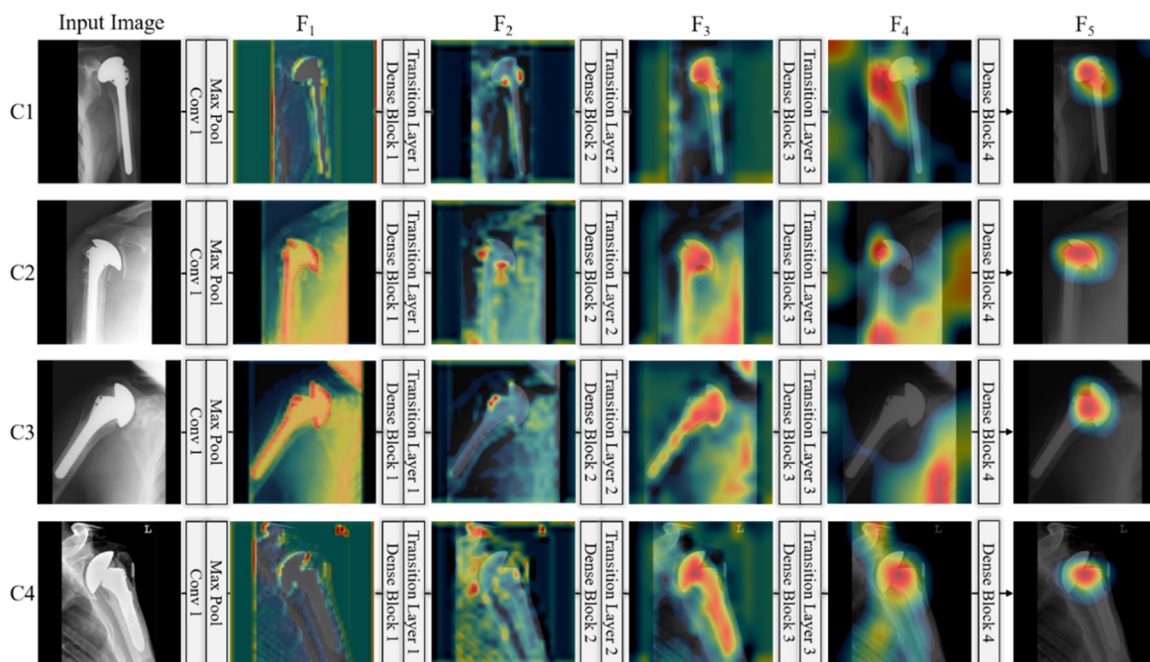 Input Image F₁ F₂ F₃ F₄ F₅
C1
Conv 1
Max Pool
Dense Block 1
Transition Layer 1
Dense Block 2
Transition Layer 2
Dense Block 3
Transition Layer 3
Dense Block 4
C2
Conv 1
Max Pool
Dense Block 1
Transition Layer 1
Dense Block 2
Transition Layer 2
Dense Block 3
Transition Layer 3
Dense Block 4
C3
Conv 1
Max Pool
Dense Block 1
Transition Layer 1
Dense Block 2
Transition Layer 2
Dense Block 3
Transition Layer 3
Dense Block 4
C4
L
Conv 1
Max Pool
Dense Block 1
Transition Layer 1
L
Dense Block 2
Transition Layer 2
L
Dense Block 3
Transition Layer 3
L
Dense Block 4
L